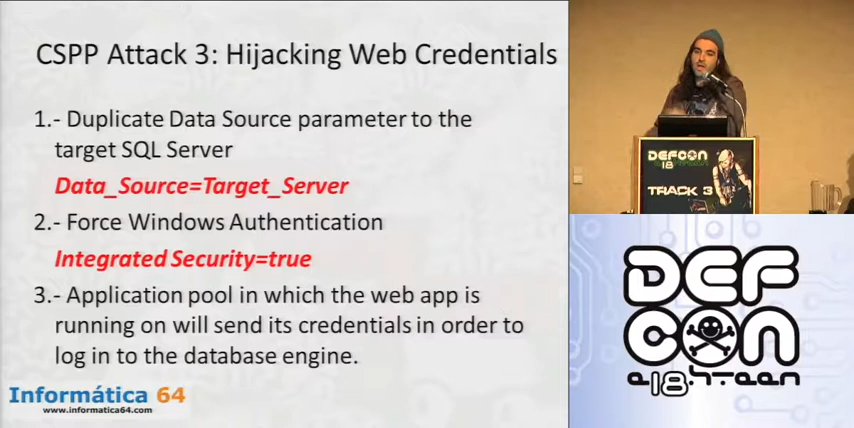 CSPP Attack 3: Hijacking Web Credentials
1.- Duplicate Data Source parameter to the
target SQL Server
Data_Source=Target_Server
2.- Force Windows Authentication
Integrated Security=true
3.- Application pool in which the web app is
running on will send its credentials in order to
log in to the database engine.
Informática 64
www.informatica64.com
DEFCON
18
TRACK 3
DEF
CON
e18.h.teen